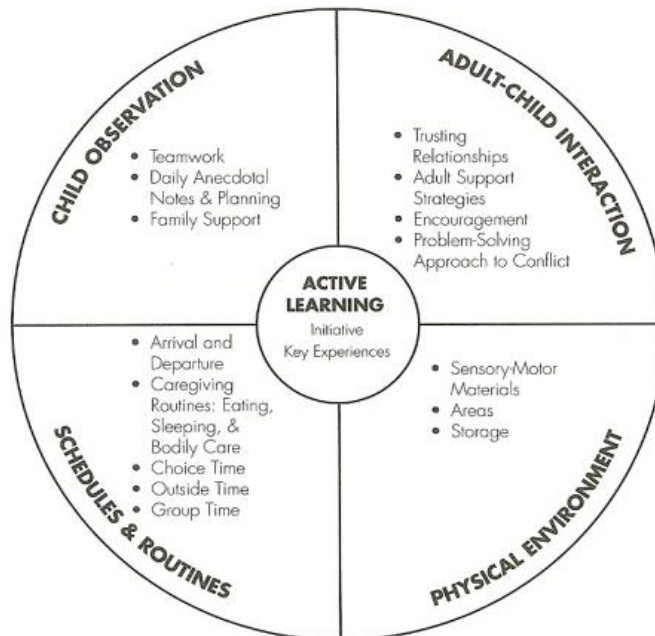 CHILD OBSERVATION
• Teamwork
• Daily Anecdotal
Notes & Planning
• Family Support
ADULT-CHILD INTERACTION
• Trusting
Relationships
• Adult Support
Strategies
• Encouragement
• Problem-Solving
Approach to Conflict
ACTIVE
LEARNING
Initiative
Key Experiences
SCHEDULES & ROUTINES
• Arrival and
Departure
• Caregiving
Routines: Eating,
Sleeping, &
Bodily Care
• Choice Time
• Outside Time
• Group Time
PHYSICAL ENVIRONMENT
• Sensory-Motor
Materials
• Areas
• Storage